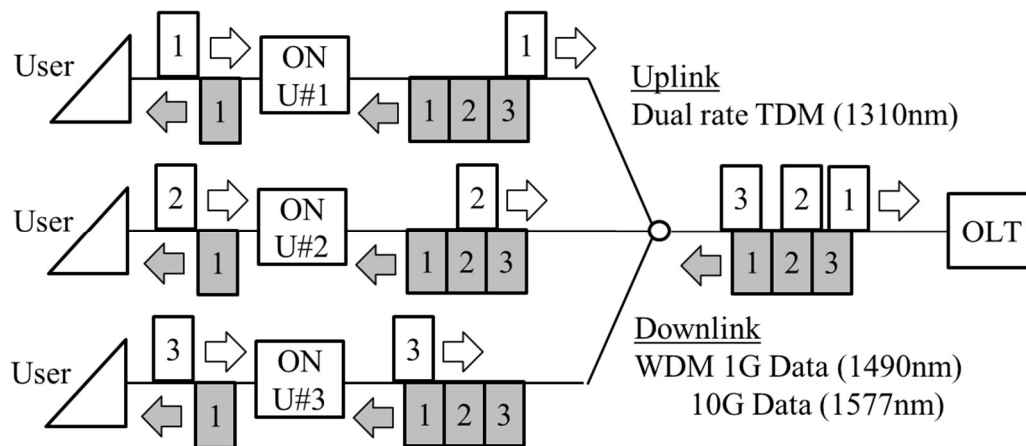 1
1
User
ON
U#1
1
1 2 3
Uplink
Dual rate TDM (1310nm)
2
2
User
ON
U#2
1
1 2 3
3 2 1
1 2 3
OLT
3
3
User
ON
U#3
1
1 2 3
Downlink
WDM 1G Data (1490nm)
10G Data (1577nm)